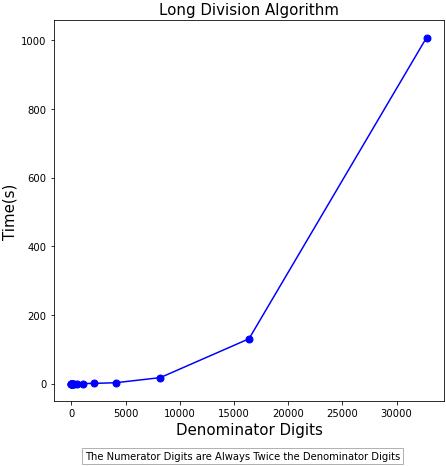 Long Division Algorithm
1000
800
600
400
200
0
Time(s)
0 5000 10000 15000 20000 25000 30000
Denominator Digits
The Numerator Digits are Always Twice the Denominator Digits